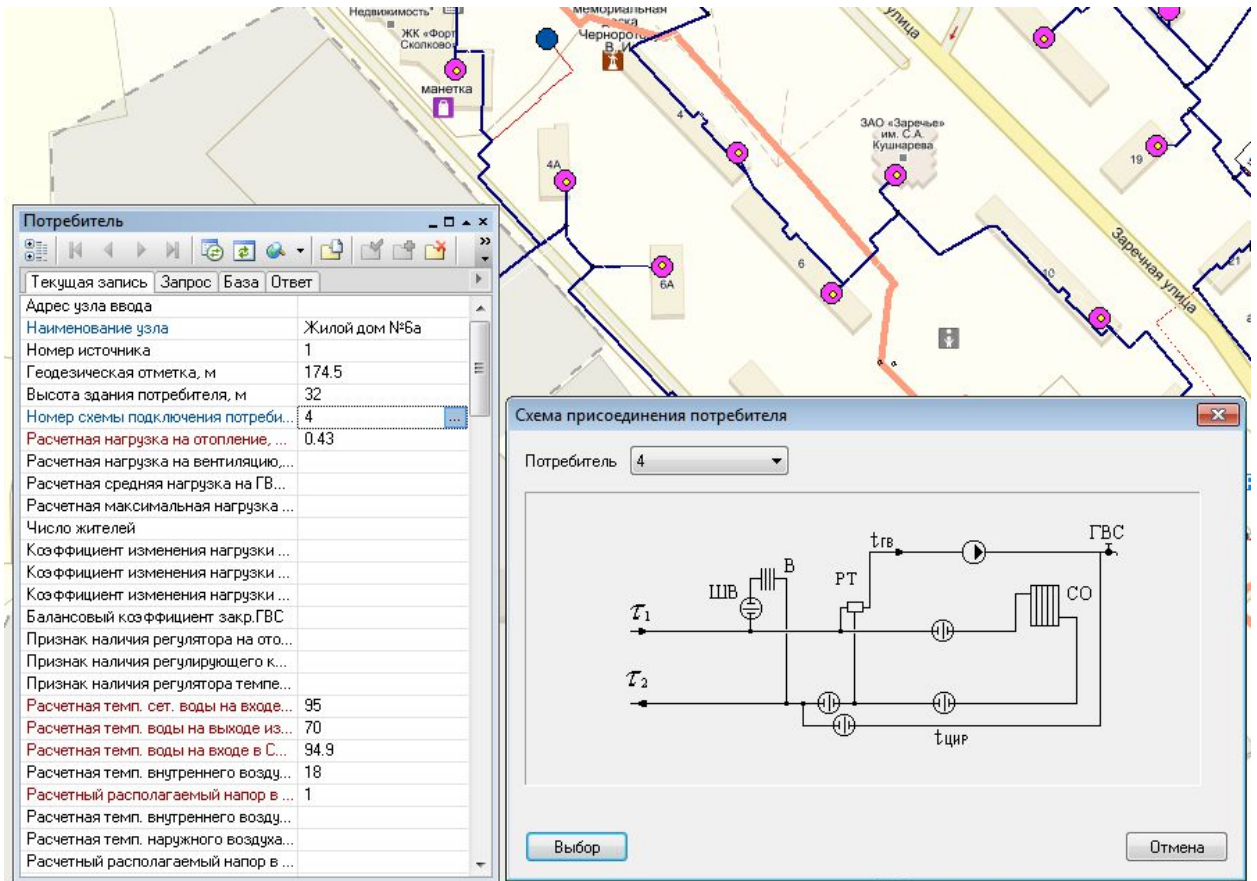 Недвижимость
ЖК «Форт
Сколково»
манетка
мемориальная
доска
Чернорото
В. И.
улица
ЗАО «Заречье»
им. С.А.
Кушнарева
Заречная улица
4
4А
6
6А
10
19
21
Потребитель
Текущая запись Запрос База Ответ
Адрес узла ввода
Наименование узла Жилой дом №6а
Номер источника 1
Геодезическая отметка, м 174.5
Высота здания потребителя, м 32
Номер схемы подключения потреби... 4 ...
Расчетная нагрузка на отопление, ... 0.43
Расчетная нагрузка на вентиляцию,...
Расчетная средняя нагрузка на ГВ...
Расчетная максимальная нагрузка ...
Число жителей
Коэффициент изменения нагрузки ...
Коэффициент изменения нагрузки ...
Коэффициент изменения нагрузки ...
Балансовый коэффициент закр.ГВС
Признак наличия регулятора на ото...
Признак наличия регулирующего к...
Признак наличия регулятора темпе...
Расчетная темп. сет. воды на входе... 95
Расчетная темп. воды на выходе из... 70
Расчетная темп. воды на входе в С... 94.9
Расчетная темп. внутреннего возду... 18
Расчетный располагаемый напор в ... 1
Расчетная темп. внутреннего возду...
Расчетная темп. наружного воздуха...
Расчетный располагаемый напор в ...
Схема присоединения потребителя
Потребитель 4
tгв
ГВС
В
РТ
ШВ
СО
τ1
τ2
tцир
Выбор
Отмена